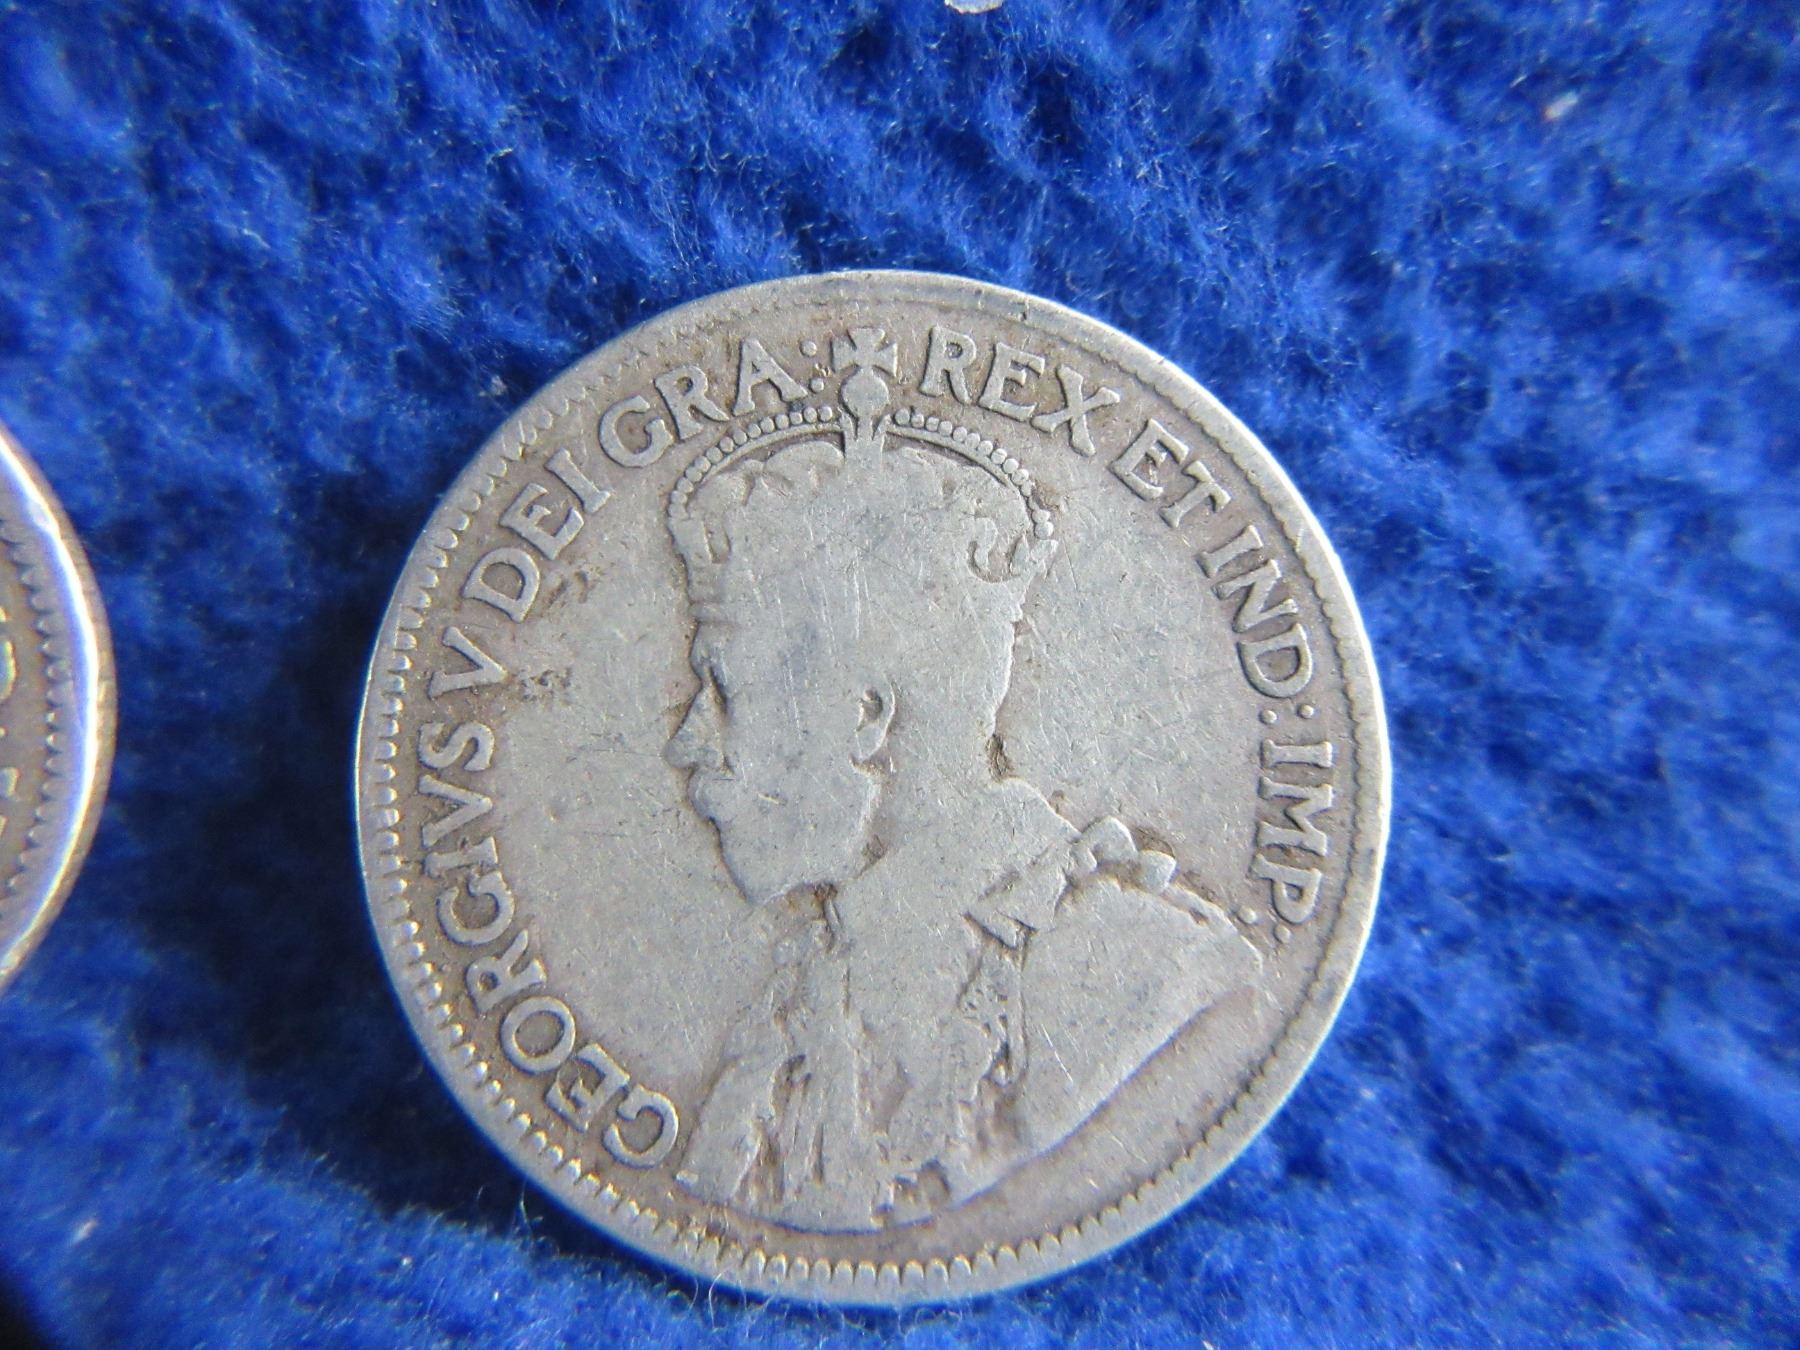 GEORGIVS V DEI GRA: REX ET IND: IMP: